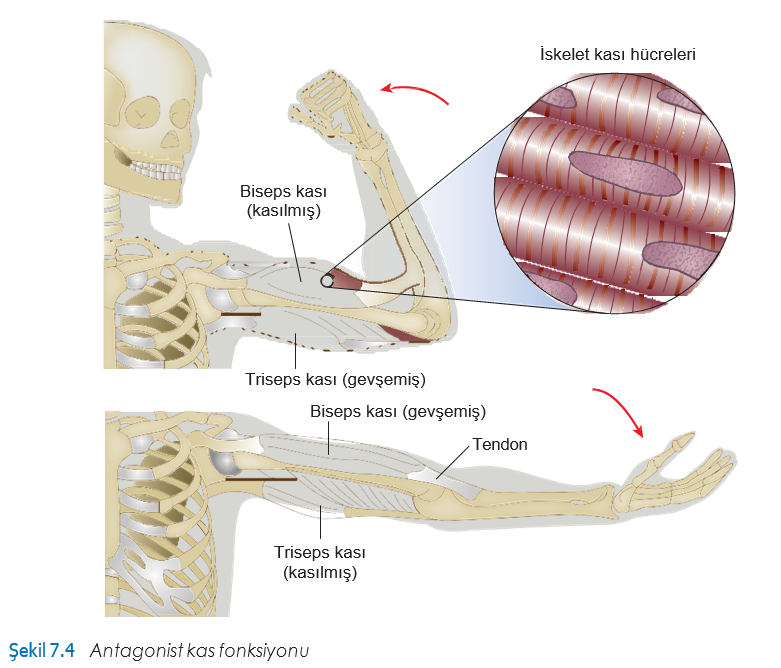 İskelet kası hücreleri
Biseps kası
(kasılmış)
Triseps kası (gevşemiş)
Biseps kası (gevşemiş)
Tendon
Triseps kası
(kasılmış)
Şekil 7.4 Antagonist kas fonksiyonu